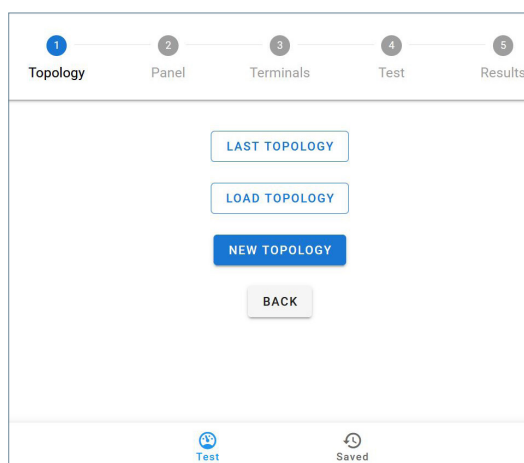 1 2 3 4 5
Topology Panel Terminals Test Results
LAST TOPOLOGY
LOAD TOPOLOGY
NEW TOPOLOGY
BACK
Test Saved